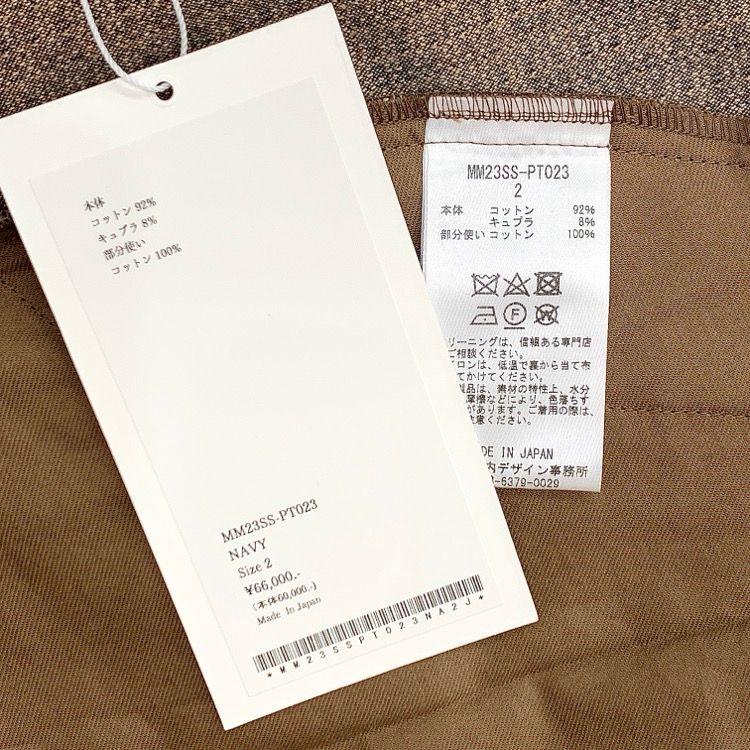 本体
コットン 92%
キュプラ 8%
部分使い
コットン 100%
MM23SS-PT023
NAVY
Size 2
¥66,000.-
(本体60,000.-)
Made In Japan
*MM23SSPT023NA2J*
MM23SS-PT023
2
本体 コットン 92%
キュプラ 8%
部分使い コットン 100%
リーニングは、信頼ある専門店
ご相談ください。
イロンは、低温で裏から当て布
てかけてください。
製品は、素材の特性上、水分
摩擦などにより、色落ちす
があります。ご着用の際は、
意ください。
DE IN JAPAN
内デザイン事務所
-6379-0029